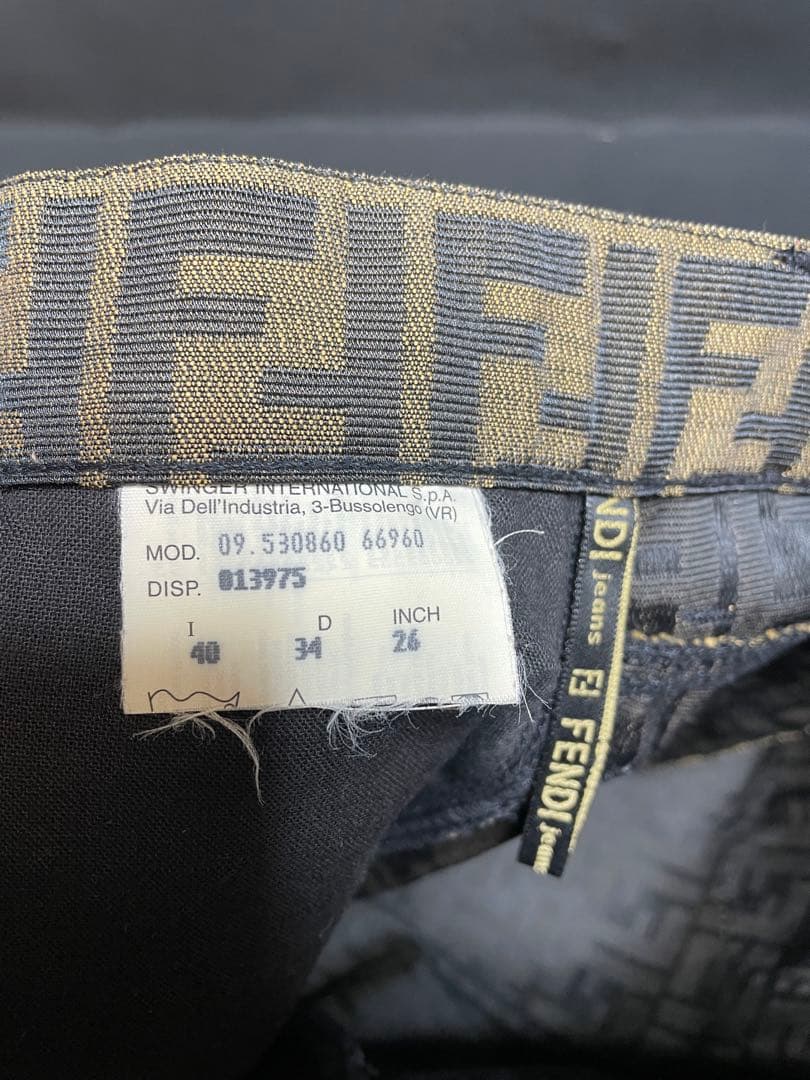 SWINGER INTERNATIONAL S.p.A.
Via Dell'Industria, 3-Bussolengo (VR)
MOD. 09.530860 66960
DISP. 013975
I D INCH
40 34 26
NDI jeans FENDI jeans